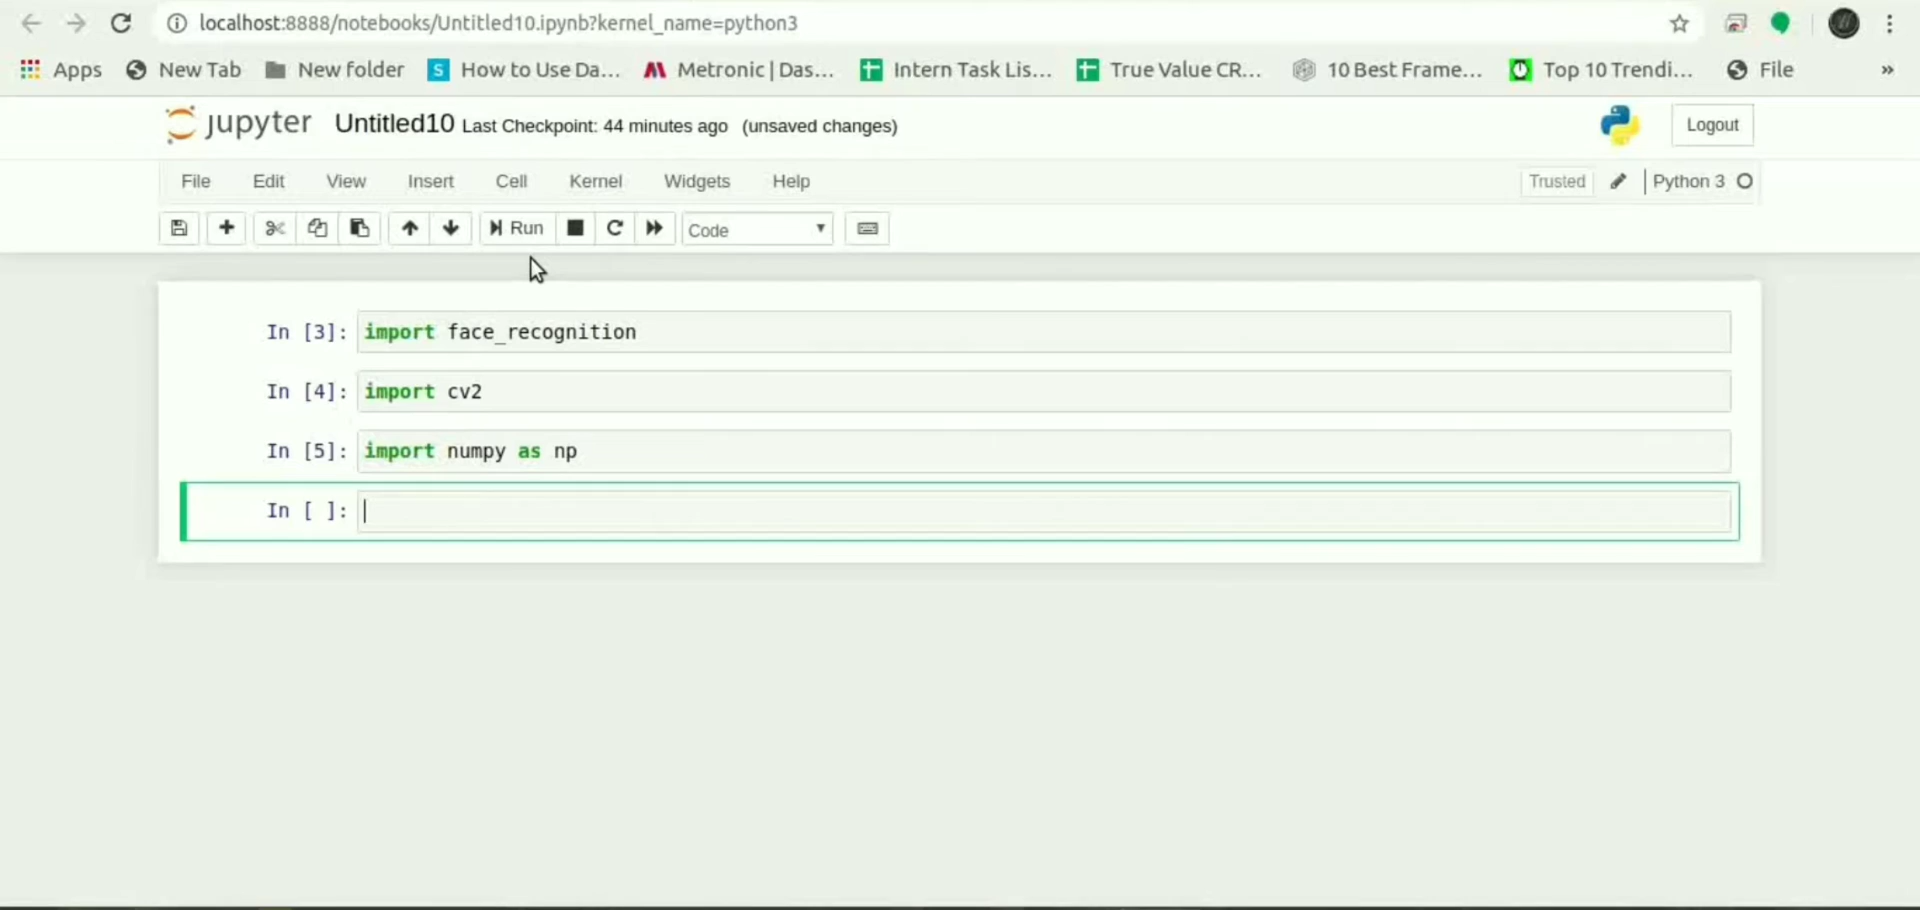 localhost:8888/notebooks/Untitled10.ipynb?kernel_name=python3
Apps New Tab New folder S How to Use Da... Metronic | Das... Intern Task Lis... True Value CR... 10 Best Frame... Top 10 Trendi... File »
jupyter Untitled10 Last Checkpoint: 44 minutes ago (unsaved changes) Logout
File Edit View Insert Cell Kernel Widgets Help Trusted Python 3
Run Code
In [3]: import face_recognition
In [4]: import cv2
In [5]: import numpy as np
In [ ]: